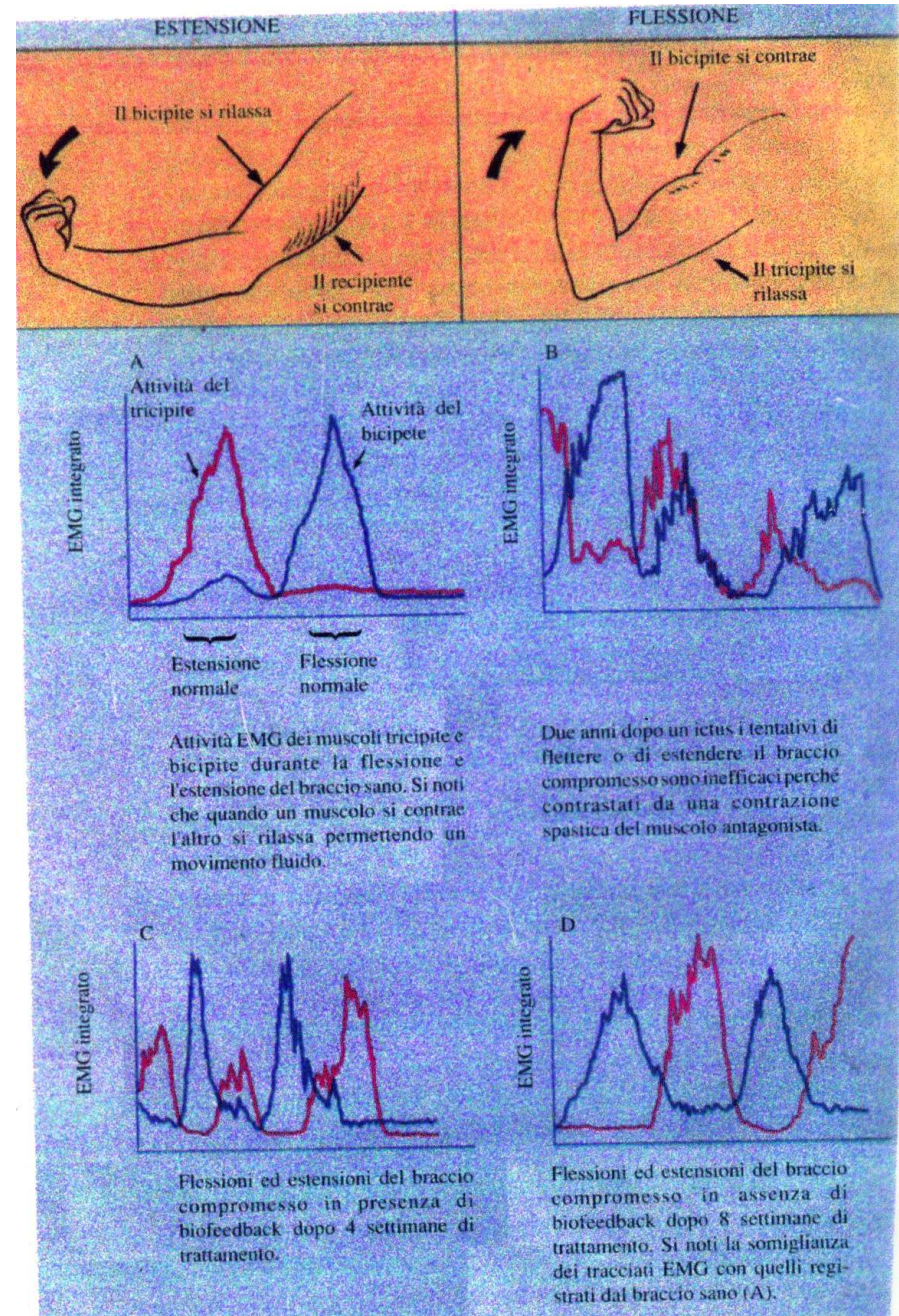 ESTENSIONE
FLESSIONE
Il bicipite si rilassa
Il recipiente
si contrae
Il bicipite si contrae
Il tricipite si
rilassa
A
Attività del
tricipite
Attività del
bicipete
EMG integrato
Estensione
normale
Flessione
normale
B
EMG integrato
Attività EMG dei muscoli tricipite e
bicipite durante la flessione e
l'estensione del braccio sano. Si noti
che quando un muscolo si contrae
l'altro si rilassa permettendo un
movimento fluido.
Due anni dopo un ictus i tentativi di
flettere o di estendere il braccio
compromesso sono inefficaci perché
contrastati da una contrazione
spastica del muscolo antagonista.
C
EMG integrato
Flessioni ed estensioni del braccio
compromesso in presenza di
biofeedback dopo 4 settimane di
trattamento.
D
EMG integrato
Flessioni ed estensioni del braccio
compromesso in assenza di
biofeedback dopo 8 settimane di
trattamento. Si noti la somiglianza
dei tracciati EMG con quelli regi-
strati dal braccio sano (A).